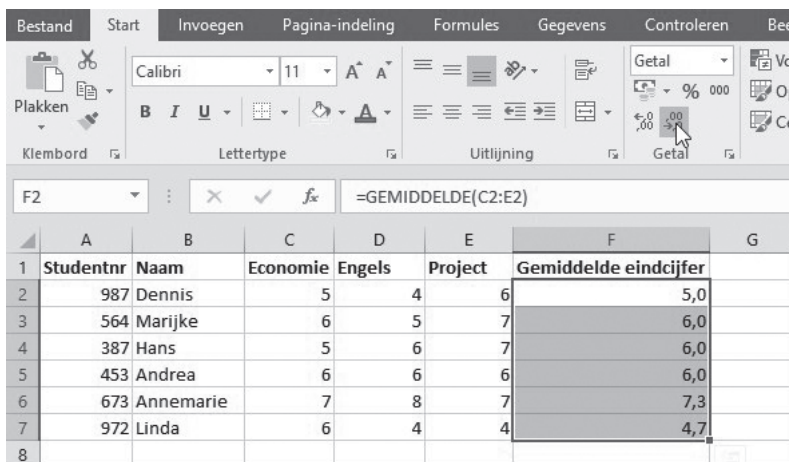 Bestand Start Invoegen Pagina-indeling Formules Gegevens Controleren Bee
Plakken
Calibri 11 A A
B I U A
Getal
% 000
Klembord Lettertype Uitlijning Getal
F2 fx =GEMIDDELDE(C2:E2)
A B C D E F G
1 Studentnr Naam Economie Engels Project Gemiddelde eindcijfer
2 987 Dennis 5 4 6 5,0
3 564 Marijke 6 5 7 6,0
4 387 Hans 5 6 7 6,0
5 453 Andrea 6 6 6 6,0
6 673 Annemarie 7 8 7 7,3
7 972 Linda 6 4 4 4,7
8